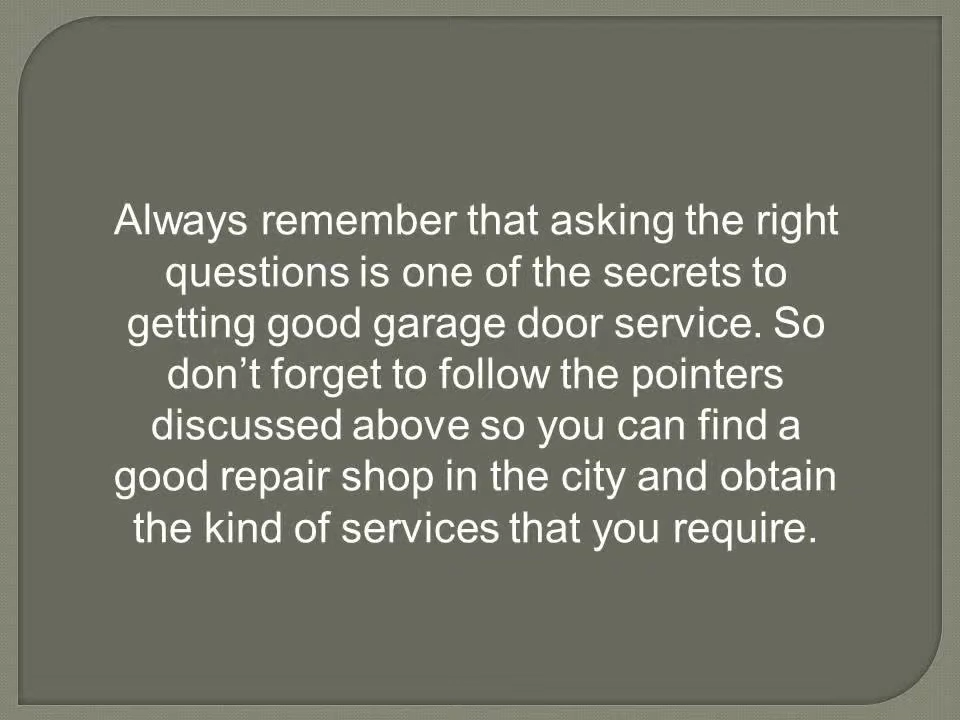 Always remember that asking the right
questions is one of the secrets to
getting good garage door service. So
don’t forget to follow the pointers
discussed above so you can find a
good repair shop in the city and obtain
the kind of services that you require.